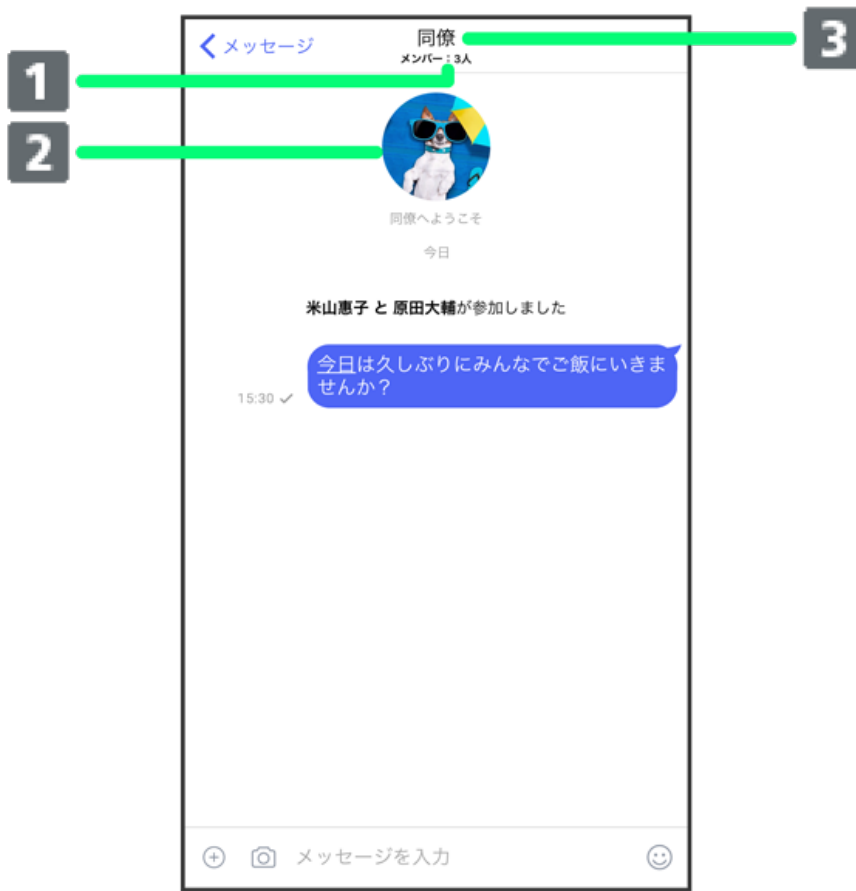 メッセージ
同僚
3
メンバー：3人
1
2
同僚へようこそ
今日
米山惠子 と 原田大輔が参加しました
今日は久しぶりにみんなでご飯にいきま
せんか？
15:30
メッセージを入力